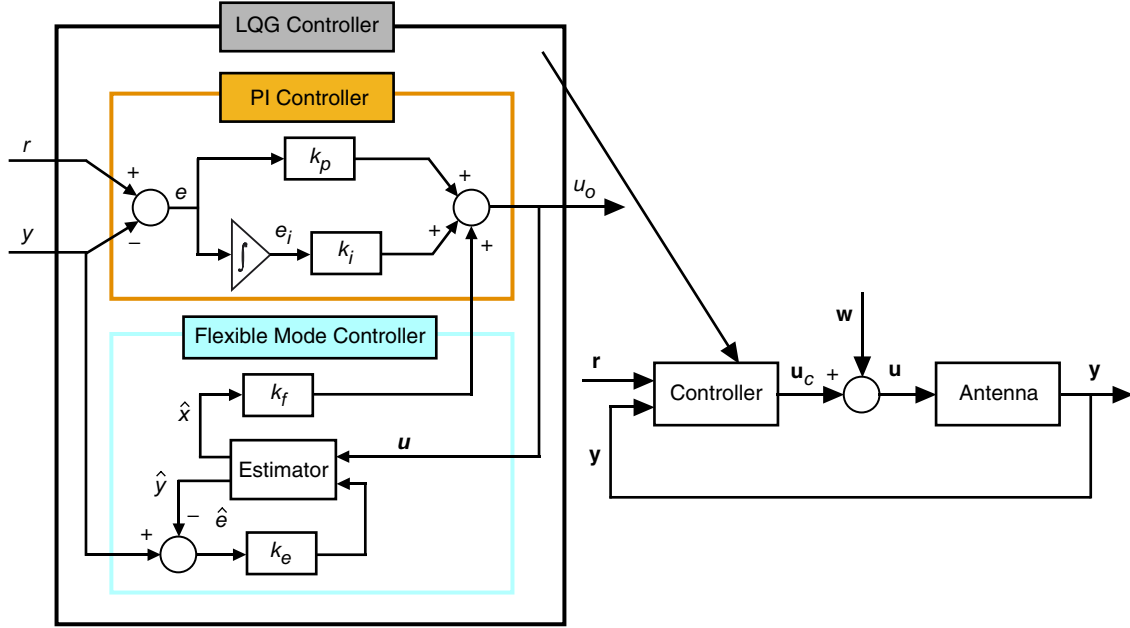 LQG Controller
PI Controller
r
+
e
k_p
+
u_o
y
−
∫
e_i
k_i
+
+
Flexible Mode Controller
k_f
x̂
u
Estimator
ŷ
−
ê
+
k_e
w
r
Controller
u_c
+
u
Antenna
y
y